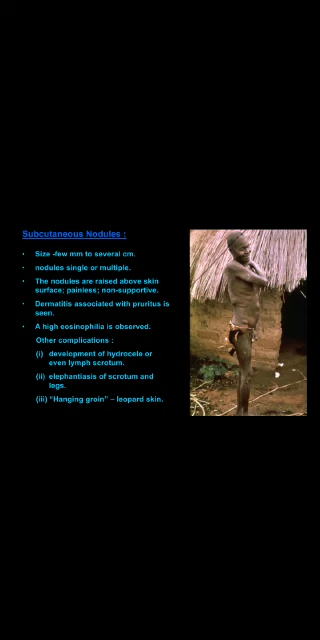 Subcutaneous Nodules :
• Size -few mm to several cm.
• nodules single or multiple.
• The nodules are raised above skin
surface; painless; non-supportive.
• Dermatitis associated with pruritus is
seen.
• A high eosinophilia is observed.
Other complications :
(i) development of hydrocele or
even lymph scrotum.
(ii) elephantiasis of scrotum and
legs.
(iii) “Hanging groin” – leopard skin.